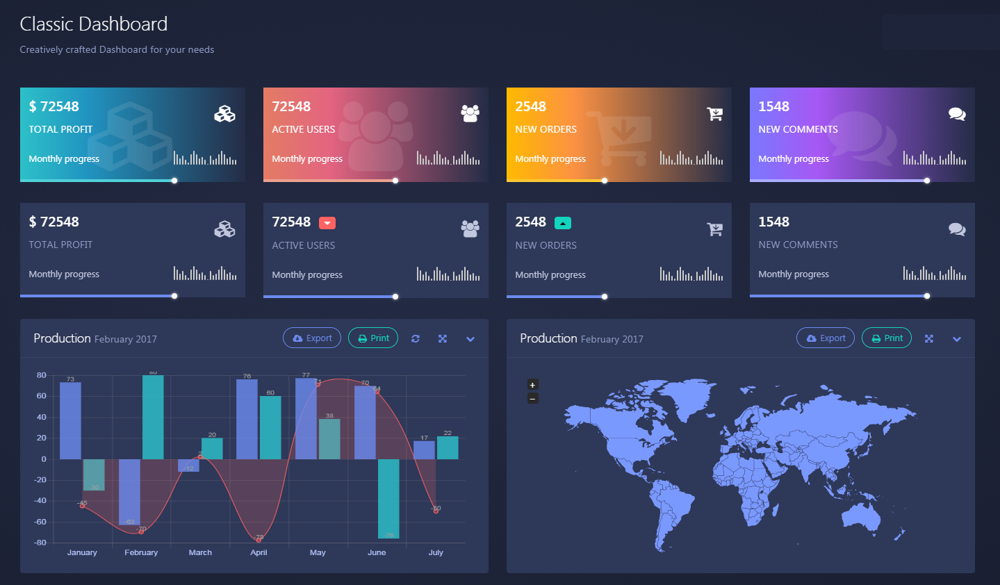 Classic Dashboard
Creatively crafted Dashboard for your needs
$ 72548
TOTAL PROFIT
Monthly progress
72548
ACTIVE USERS
Monthly progress
2548
NEW ORDERS
Monthly progress
1548
NEW COMMENTS
Monthly progress
$ 72548
TOTAL PROFIT
Monthly progress
72548
ACTIVE USERS
Monthly progress
2548
NEW ORDERS
Monthly progress
1548
NEW COMMENTS
Monthly progress
Production February 2017
Export
Print
80
60
40
20
0
-20
-40
-60
-80
73
-30
-45
80
-63
-70
-12
2
20
76
60
-78
77
71
38
70
64
-76
17
22
-50
January February March April May June July
Production February 2017
Export
Print
+
−